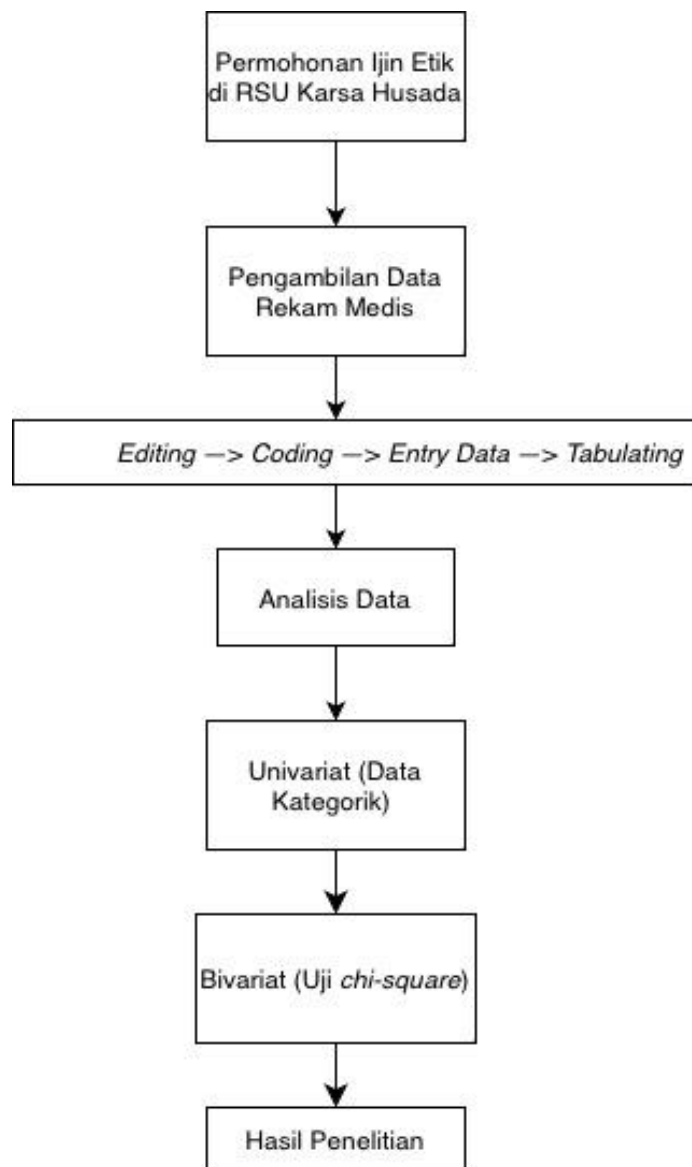 Permohonan Ijin Etik
di RSU Karsa Husada
Pengambilan Data
Rekam Medis
Editing —> Coding —> Entry Data —> Tabulating
Analisis Data
Univariat (Data
Kategorik)
Bivariat (Uji chi-square)
Hasil Penelitian